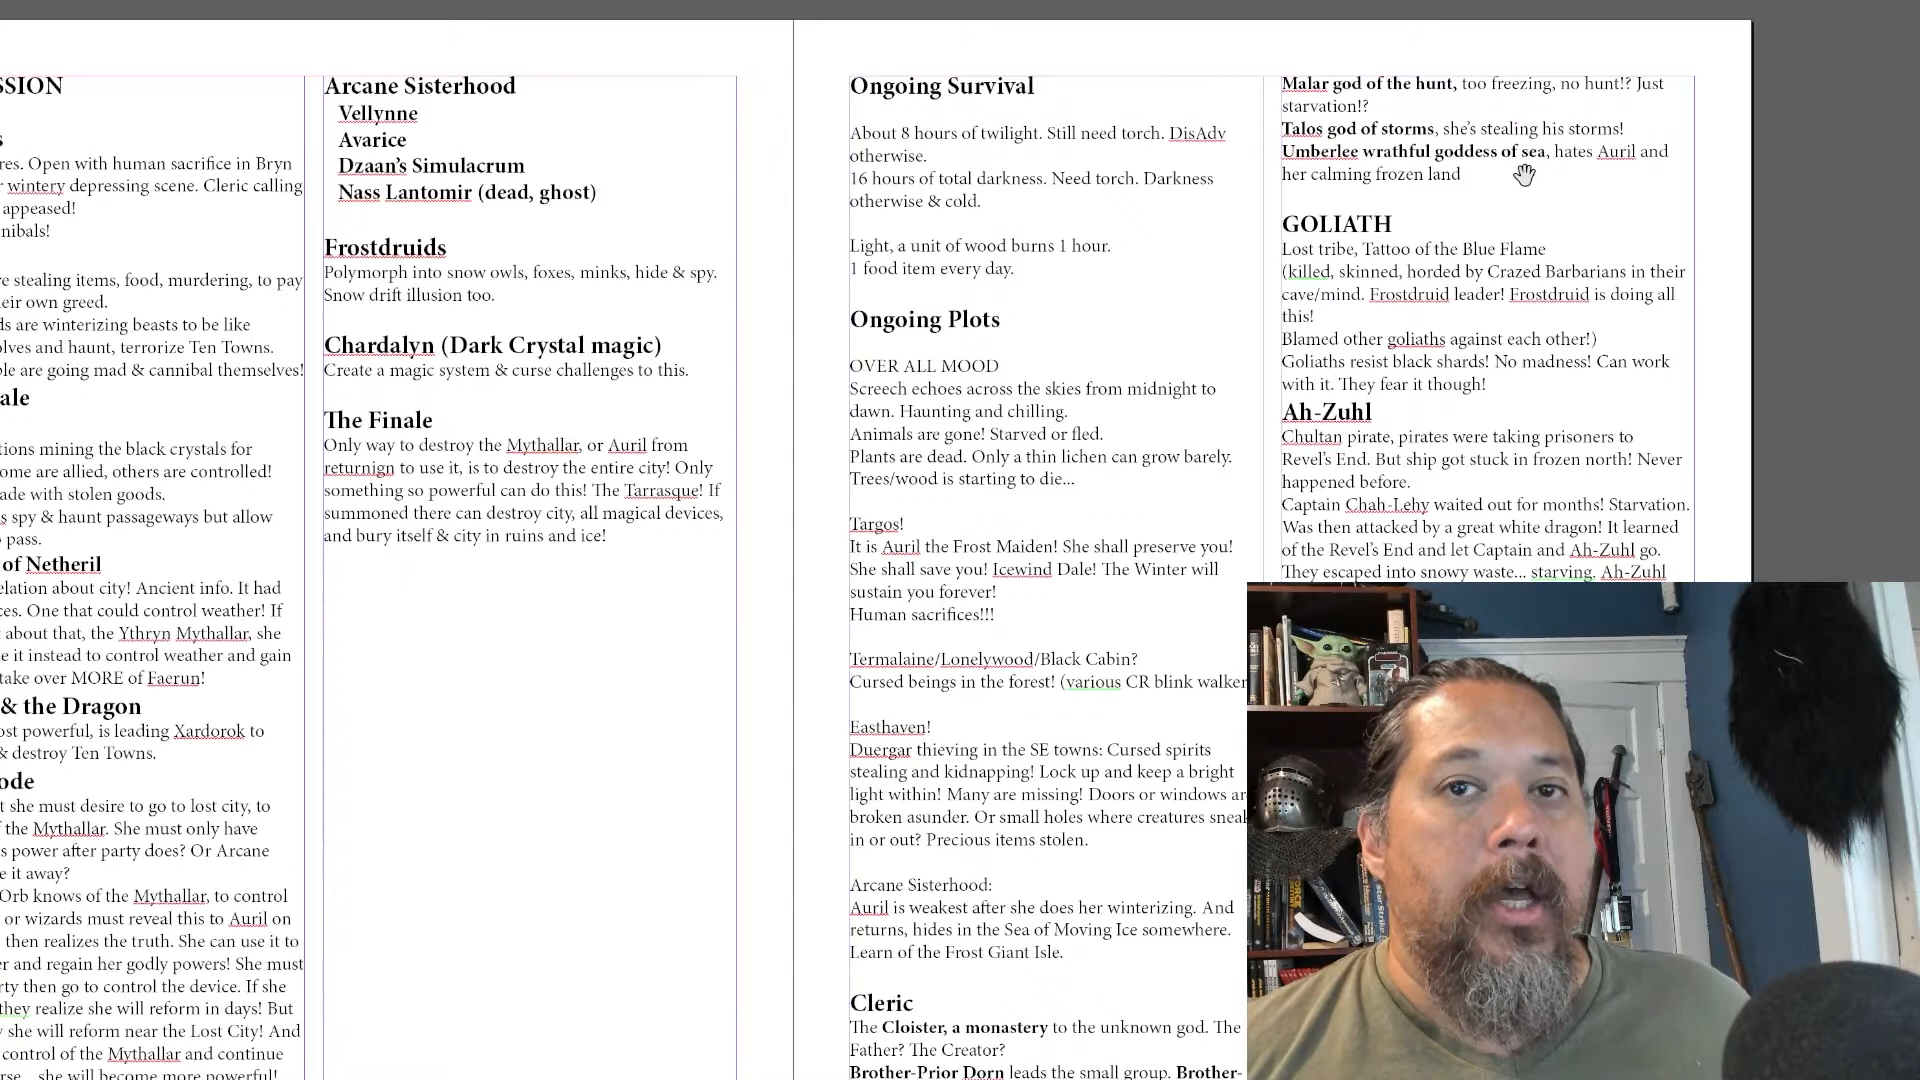 SSION
s
res. Open with human sacrifice in Bryn
r wintery depressing scene. Cleric calling
appeased!
nibals!
re stealing items, food, murdering, to pay
eir own greed.
ds are winterizing beasts to be like
olves and haunt, terrorize Ten Towns.
ple are going mad & cannibal themselves!
ale
tions mining the black crystals for
ome are allied, others are controlled!
ade with stolen goods.
s spy & haunt passageways but allow
o pass.
of Netheril
elation about city! Ancient info. It had
ces. One that could control weather! If
t about that, the Ythryn Mythallar, she
e it instead to control weather and gain
take over MORE of Faerun!
& the Dragon
ost powerful, is leading Xardorok to
& destroy Ten Towns.
ode
t she must desire to go to lost city, to
f the Mythallar. She must only have
s power after party does? Or Arcane
e it away?
Orb knows of the Mythallar, to control
or wizards must reveal this to Auril on
then realizes the truth. She can use it to
er and regain her godly powers! She must
rty then go to control the device. If she
they realize she will reform in days! But
y she will reform near the Lost City! And
control of the Mythallar and continue
rse... she will become more powerful!
Arcane Sisterhood
Vellynne
Avarice
Dzaan's Simulacrum
Nass Lantomir (dead, ghost)
Frostdruids
Polymorph into snow owls, foxes, minks, hide & spy.
Snow drift illusion too.
Chardalyn (Dark Crystal magic)
Create a magic system & curse challenges to this.
The Finale
Only way to destroy the Mythallar, or Auril from
returnign to use it, is to destroy the entire city! Only
something so powerful can do this! The Tarrasque! If
summoned there can destroy city, all magical devices,
and bury itself & city in ruins and ice!
Ongoing Survival
About 8 hours of twilight. Still need torch. DisAdv
otherwise.
16 hours of total darkness. Need torch. Darkness
otherwise & cold.
Light, a unit of wood burns 1 hour.
1 food item every day.
Ongoing Plots
OVER ALL MOOD
Screech echoes across the skies from midnight to
dawn. Haunting and chilling.
Animals are gone! Starved or fled.
Plants are dead. Only a thin lichen can grow barely.
Trees/wood is starting to die...
Targos!
It is Auril the Frost Maiden! She shall preserve you!
She shall save you! Icewind Dale! The Winter will
sustain you forever!
Human sacrifices!!!
Termalaine/Lonelywood/Black Cabin?
Cursed beings in the forest! (various CR blink walker
Easthaven!
Duergar thieving in the SE towns: Cursed spirits
stealing and kidnapping! Lock up and keep a bright
light within! Many are missing! Doors or windows ar
broken asunder. Or small holes where creatures sneak
in or out? Precious items stolen.
Arcane Sisterhood:
Auril is weakest after she does her winterizing. And
returns, hides in the Sea of Moving Ice somewhere.
Learn of the Frost Giant Isle.
Cleric
The Cloister, a monastery to the unknown god. The
Father? The Creator?
Brother-Prior Dorn leads the small group. Brother-
Malar god of the hunt, too freezing, no hunt!? Just
starvation!?
Talos god of storms, she's stealing his storms!
Umberlee wrathful goddess of sea, hates Auril and
her calming frozen land
GOLIATH
Lost tribe, Tattoo of the Blue Flame
(killed, skinned, horded by Crazed Barbarians in their
cave/mind. Frostdruid leader! Frostdruid is doing all
this!
Blamed other goliaths against each other!)
Goliaths resist black shards! No madness! Can work
with it. They fear it though!
Ah-Zuhl
Chultan pirate, pirates were taking prisoners to
Revel's End. But ship got stuck in frozen north! Never
happened before.
Captain Chah-Lehy waited out for months! Starvation.
Was then attacked by a great white dragon! It learned
of the Revel's End and let Captain and Ah-Zuhl go.
They escaped into snowy waste... starving. Ah-Zuhl